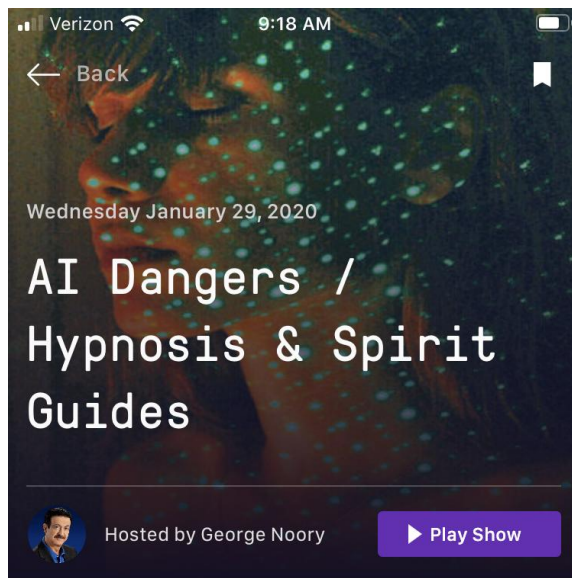 Verizon 9:18 AM
Back
Wednesday January 29, 2020
AI Dangers /
Hypnosis & Spirit
Guides
Hosted by George Noory Play Show